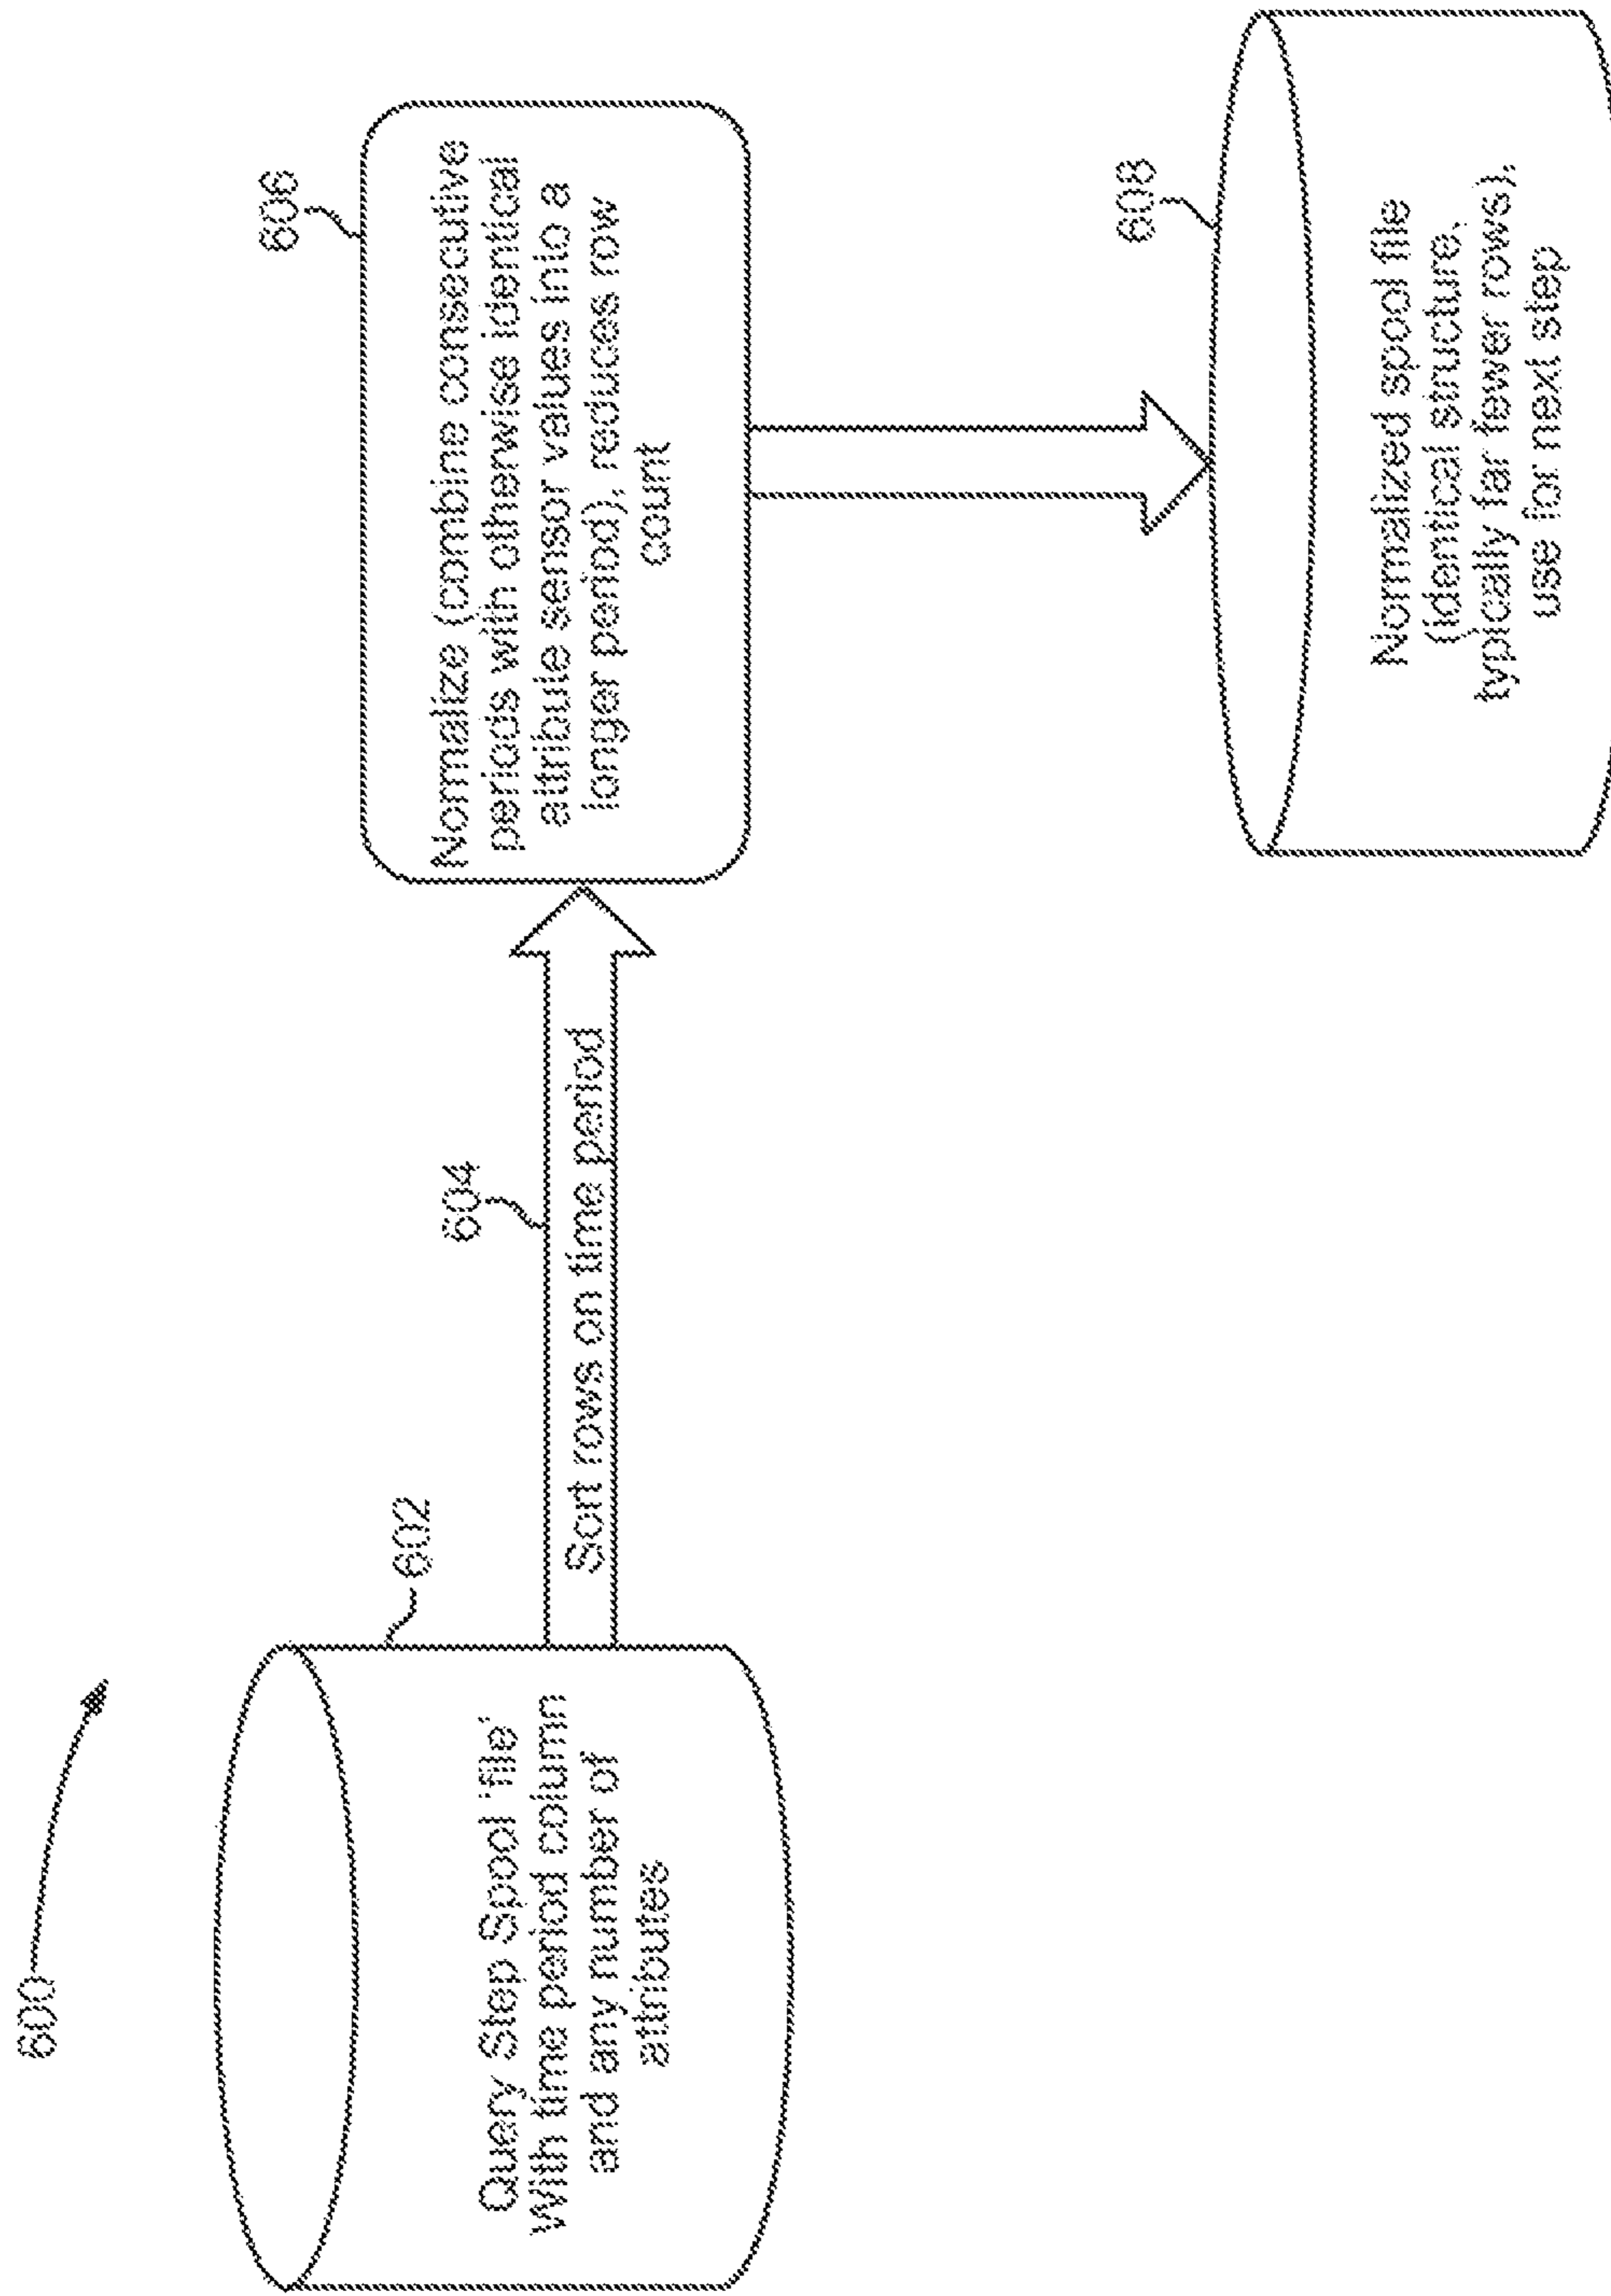 600
602
Query Step Spool 'file'
With time period column
and any number of
attributes
604
Sort rows on time period
606
Normalize (combine consecutive
periods with otherwise identical
attribute sensor values into a
longer period), reduces row
count
608
Normalized spool file
(identical structure,
typically far fewer rows),
use for next step